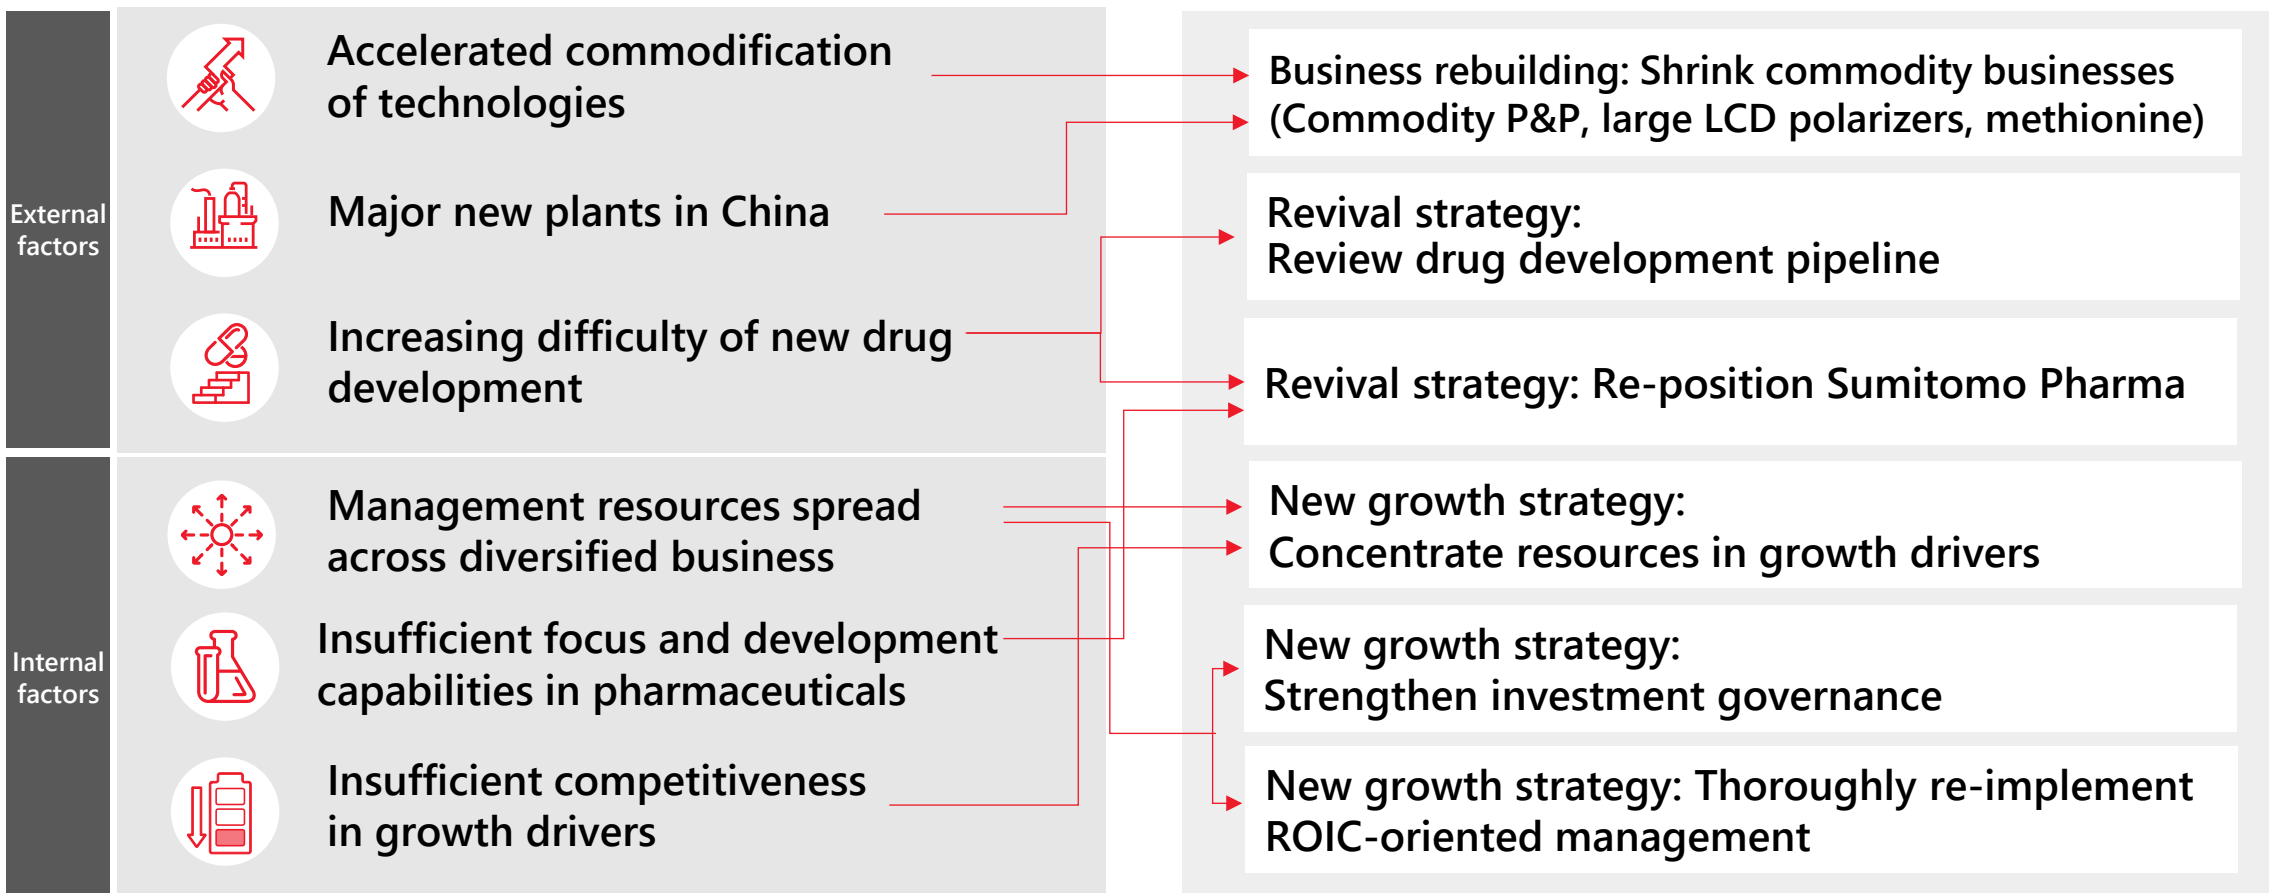 External
factors
Accelerated commodification
of technologies
Major new plants in China
Increasing difficulty of new drug
development
Internal
factors
Management resources spread
across diversified business
Insufficient focus and development
capabilities in pharmaceuticals
Insufficient competitiveness
in growth drivers
Business rebuilding: Shrink commodity businesses
(Commodity P&P, large LCD polarizers, methionine)
Revival strategy:
Review drug development pipeline
Revival strategy: Re-position Sumitomo Pharma
New growth strategy:
Concentrate resources in growth drivers
New growth strategy:
Strengthen investment governance
New growth strategy: Thoroughly re-implement
ROIC-oriented management